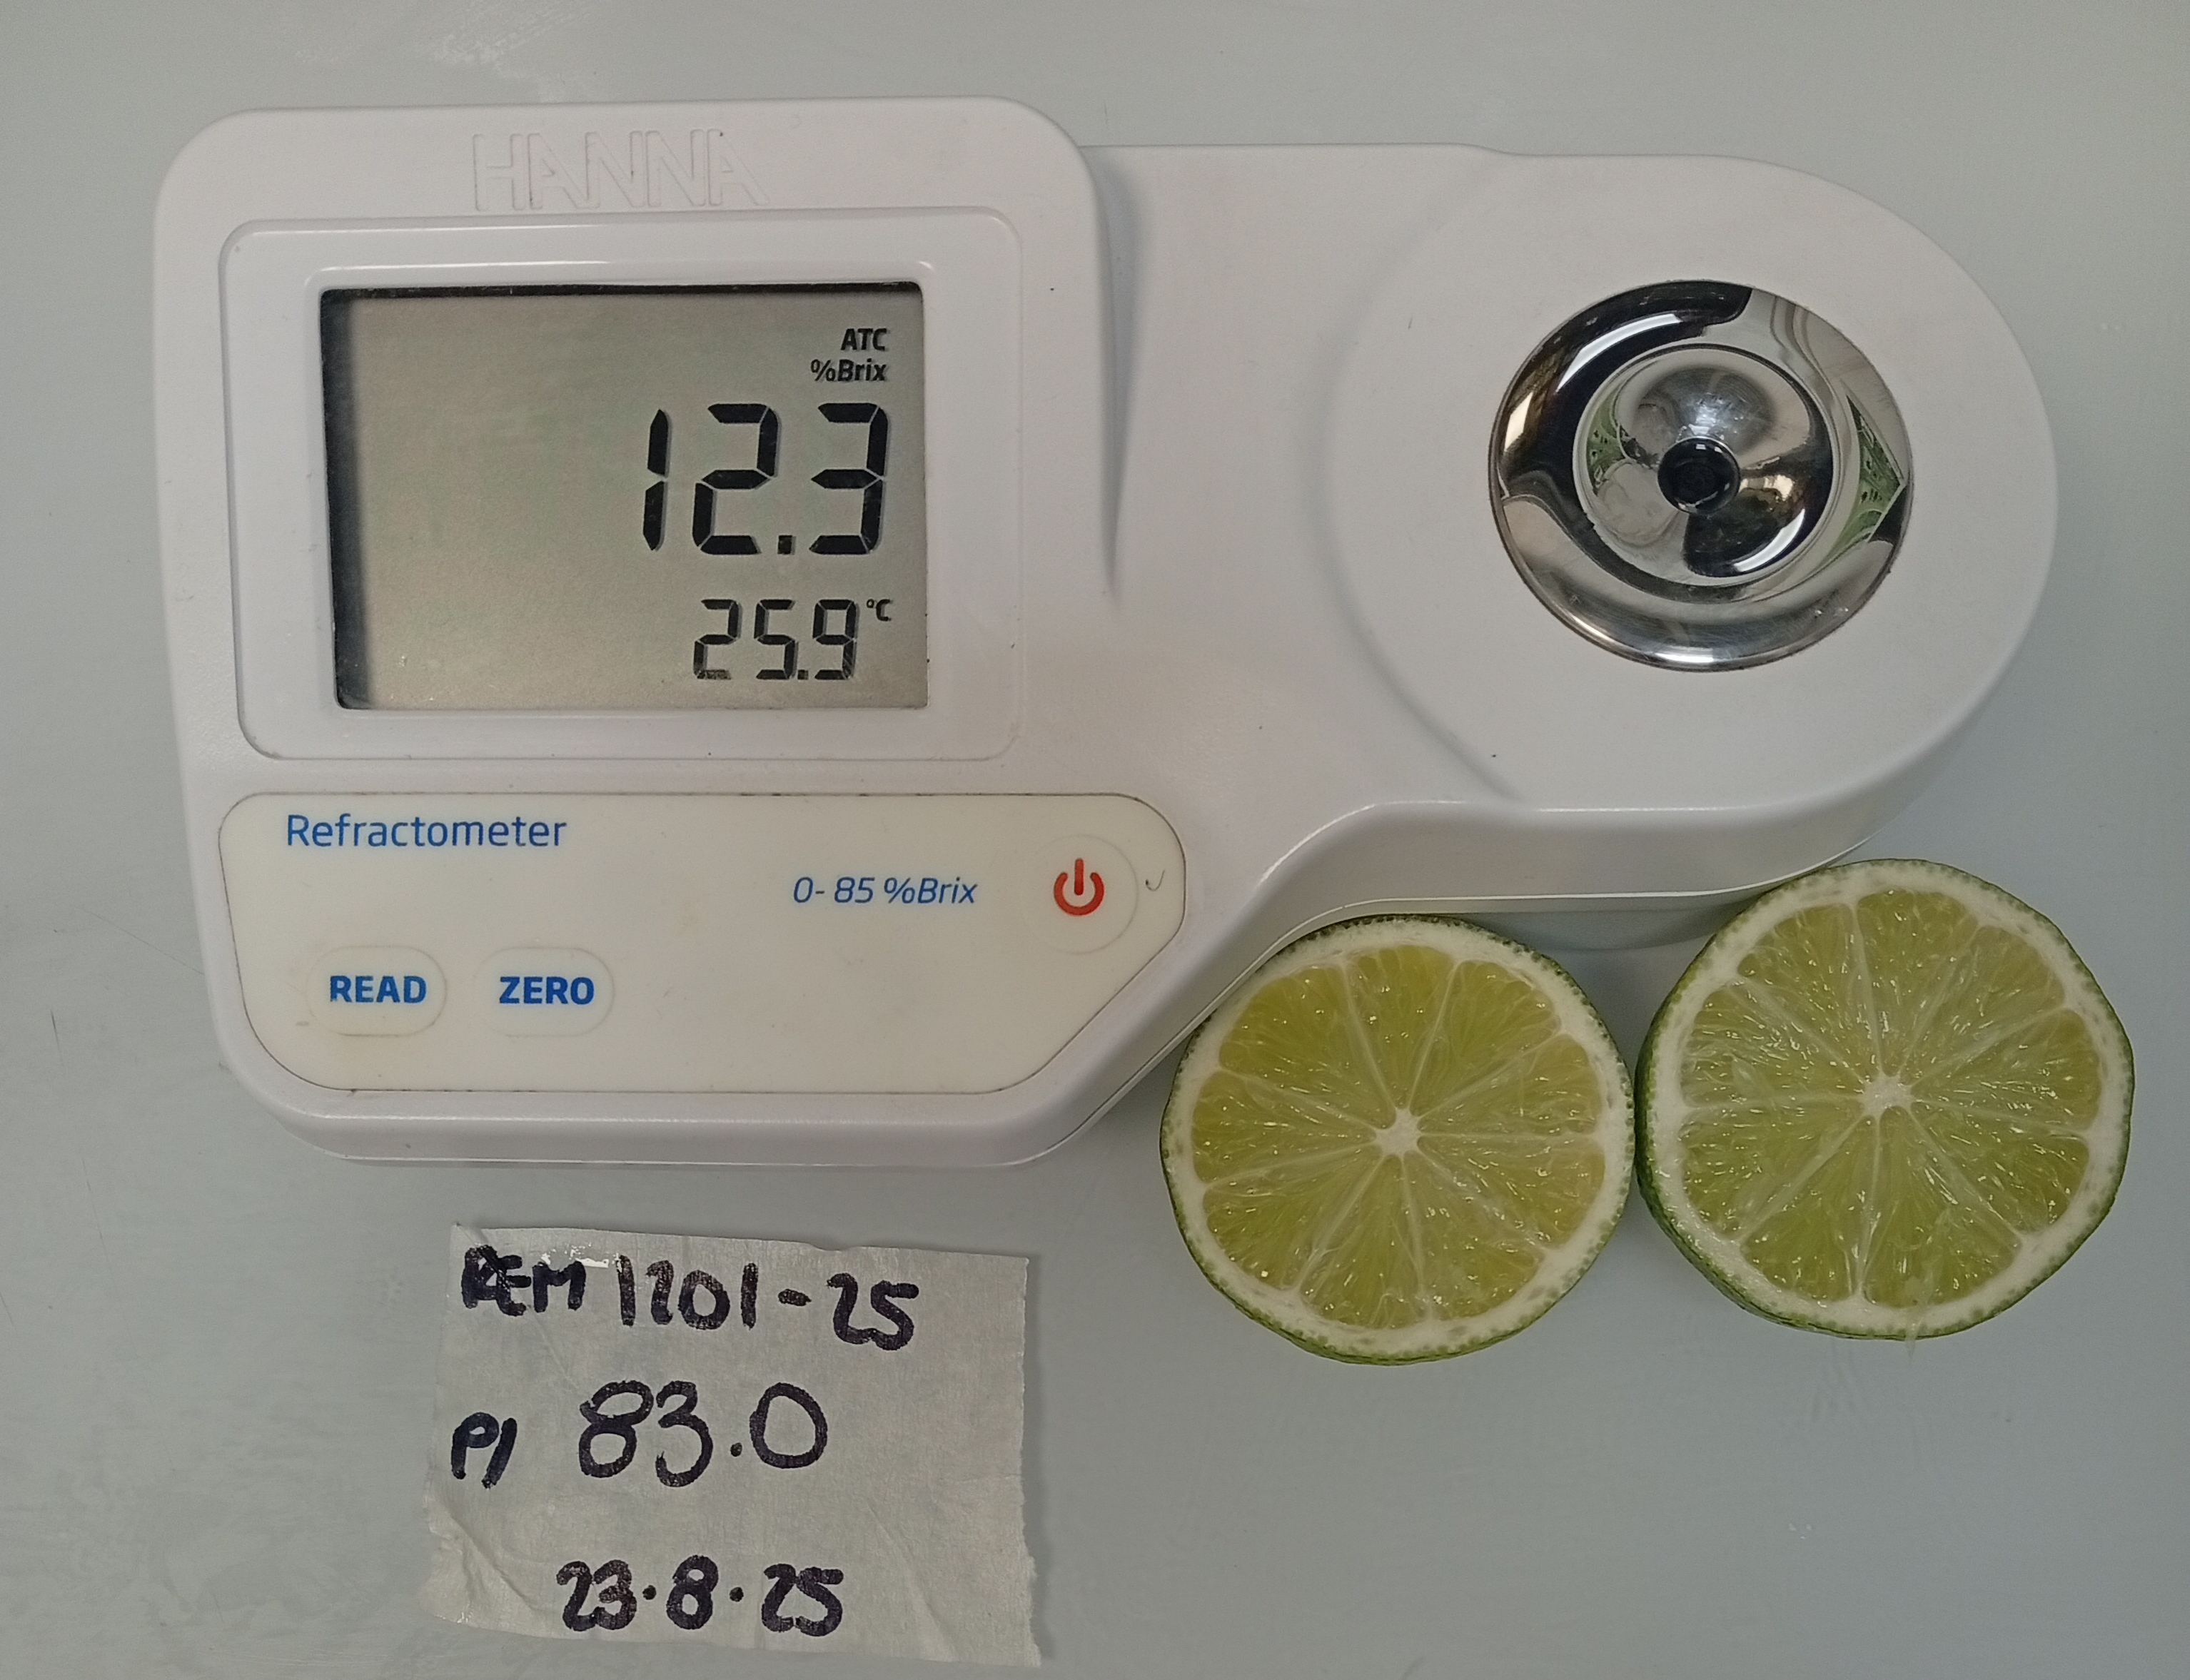 HANNA
ATC
%Brix
12.3
25.9°C
Refractometer
0-85 %Brix
READ ZERO
REM 1201-25
P1 83.0
23.8.25